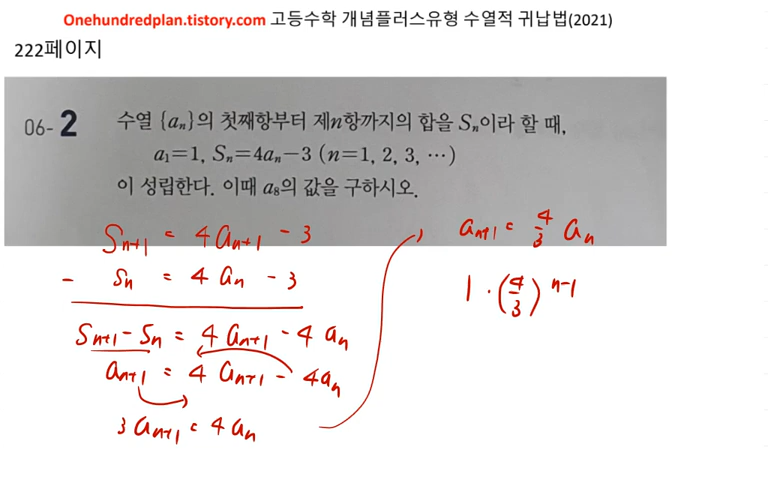 Onehundredplan.tistory.com 고등수학 개념플러스유형 수열적 귀납법(2021)
222페이지
06-2 수열 {aₙ}의 첫째항부터 제n항까지의 합을 Sₙ이라 할 때,
a₁=1, Sₙ=4aₙ-3 (n=1, 2, 3, ⋯)
이 성립한다. 이때 a₈의 값을 구하시오.
Sₙ₊₁ = 4aₙ₊₁ - 3
- Sₙ = 4aₙ - 3
Sₙ₊₁ - Sₙ = 4aₙ₊₁ - 4aₙ
aₙ₊₁ = 4aₙ₊₁ - 4aₙ
3aₙ₊₁ = 4aₙ
aₙ₊₁ = 4/3 aₙ
1 · (4/3)ⁿ⁻¹